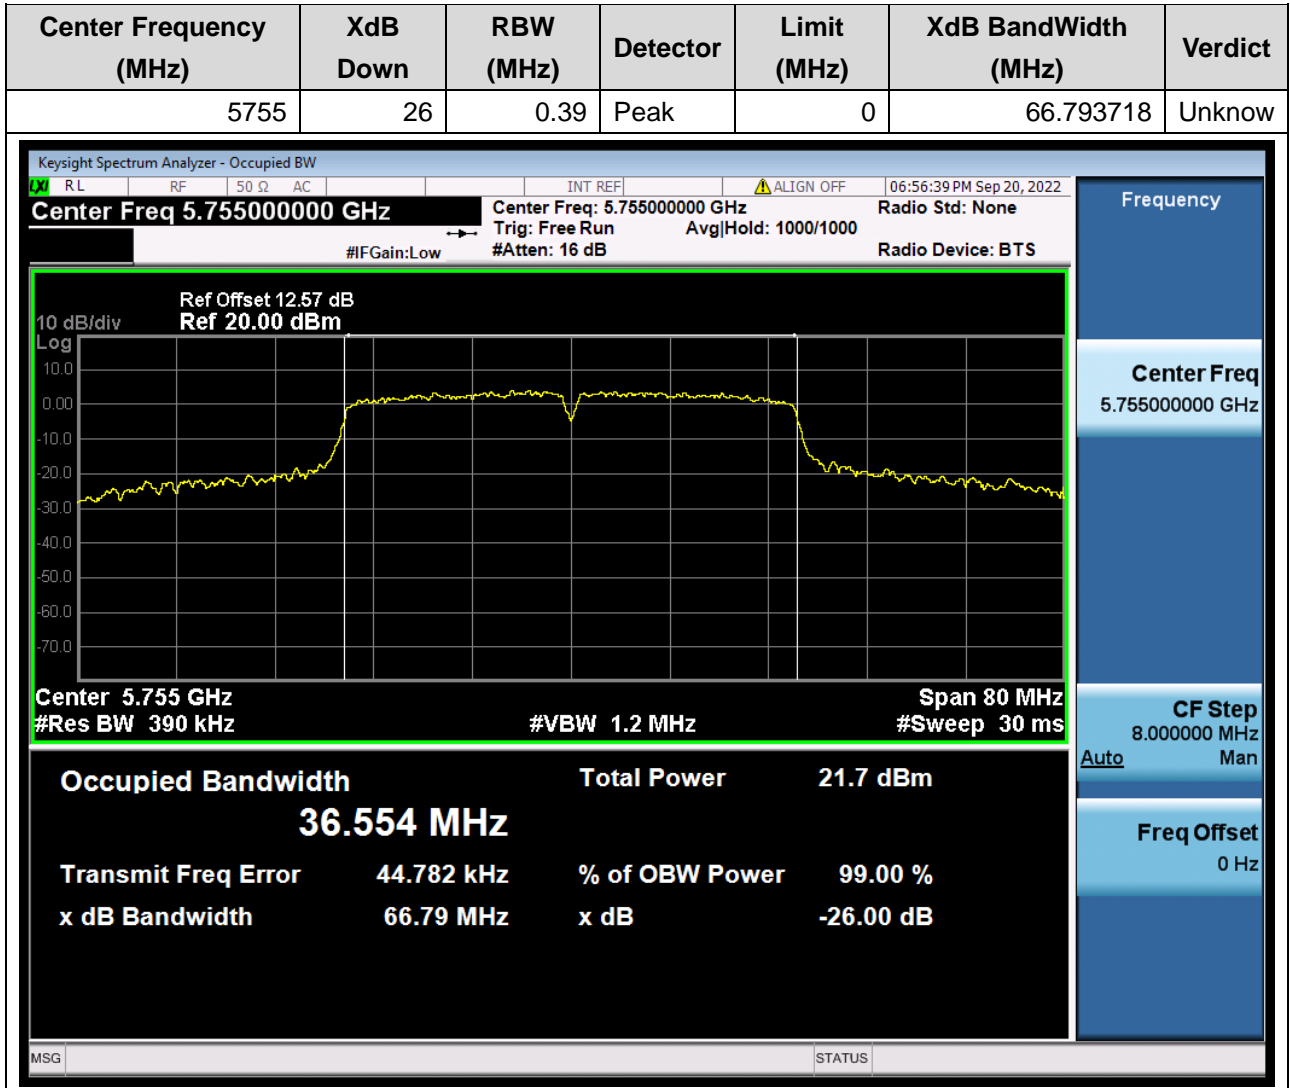 Center Frequency (MHz) XdB Down RBW (MHz) Detector Limit (MHz) XdB BandWidth (MHz) Verdict
5755 26 0.39 Peak 0 66.793718 Unknow
Keysight Spectrum Analyzer - Occupied BW
LXI RL RF 50 Ω AC INT REF ALIGN OFF 06:56:39 PM Sep 20, 2022
Center Freq 5.755000000 GHz
#IFGain:Low
Center Freq: 5.755000000 GHz
Trig: Free Run Avg|Hold: 1000/1000
#Atten: 16 dB
Radio Std: None
Radio Device: BTS
Ref Offset 12.57 dB
10 dB/div Ref 20.00 dBm
Log
10.0
0.00
-10.0
-20.0
-30.0
-40.0
-50.0
-60.0
-70.0
Center 5.755 GHz Span 80 MHz
#Res BW 390 kHz #VBW 1.2 MHz #Sweep 30 ms
Occupied Bandwidth Total Power 21.7 dBm
36.554 MHz
Transmit Freq Error 44.782 kHz % of OBW Power 99.00 %
x dB Bandwidth 66.79 MHz x dB -26.00 dB
MSG STATUS
Frequency
Center Freq
5.755000000 GHz
CF Step
8.000000 MHz
Auto Man
Freq Offset
0 Hz